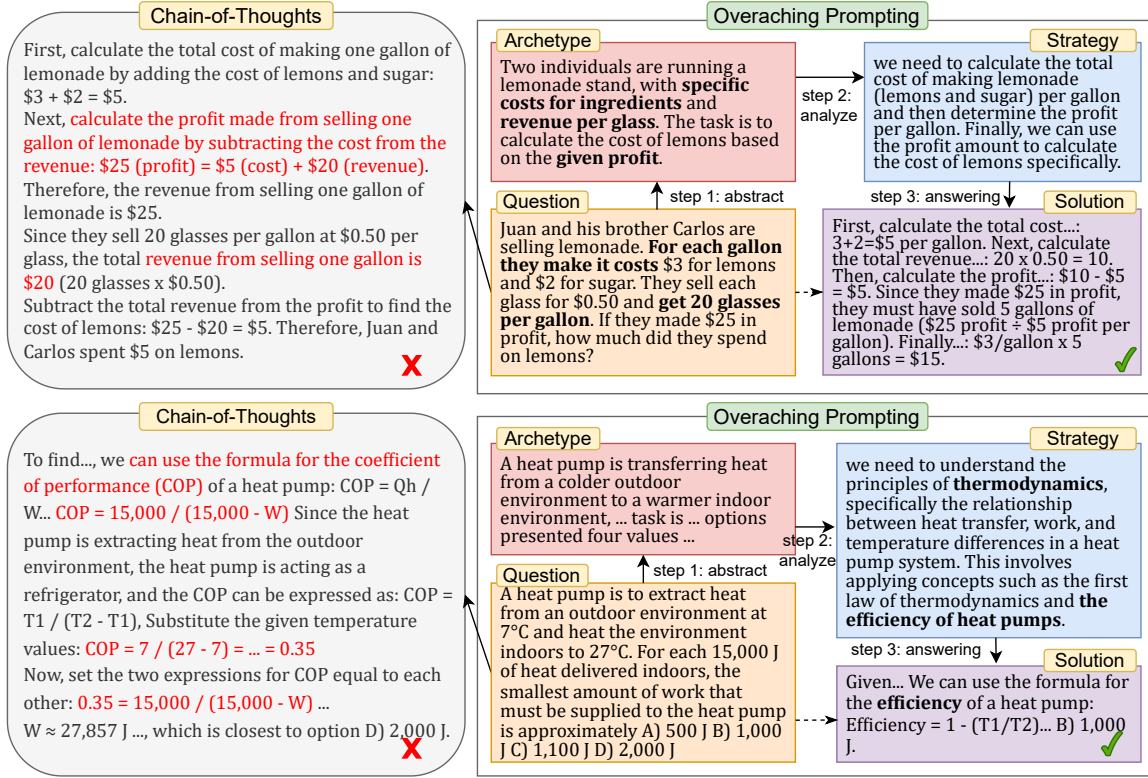 Chain-of-Thoughts
First, calculate the total cost of making one gallon of
lemonade by adding the cost of lemons and sugar:
$3 + $2 = $5.
Next, calculate the profit made from selling one
gallon of lemonade by subtracting the cost from the
revenue: $25 (profit) = $5 (cost) + $20 (revenue).
Therefore, the revenue from selling one gallon of
lemonade is $25.
Since they sell 20 glasses per gallon at $0.50 per
glass, the total revenue from selling one gallon is
$20 (20 glasses x $0.50).
Subtract the total revenue from the profit to find the
cost of lemons: $25 - $20 = $5. Therefore, Juan and
Carlos spent $5 on lemons.
X
Overaching Prompting
Archetype
Two individuals are running a
lemonade stand, with specific
costs for ingredients and
revenue per glass. The task is to
calculate the cost of lemons based
on the given profit.
step 2:
analyze
Strategy
we need to calculate the total
cost of making lemonade
(lemons and sugar) per gallon
and then determine the profit
per gallon. Finally, we can use
the profit amount to calculate
the cost of lemons specifically.
step 1: abstract
step 3: answering
Question
Juan and his brother Carlos are
selling lemonade. For each gallon
they make it costs $3 for lemons
and $2 for sugar. They sell each
glass for $0.50 and get 20 glasses
per gallon. If they made $25 in
profit, how much did they spend
on lemons?
Solution
First, calculate the total cost...:
3+2=$5 per gallon. Next, calculate
the total revenue...: 20 x 0.50 = 10.
Then, calculate the profit...: $10 - $5
= $5. Since they made $25 in profit,
they must have sold 5 gallons of
lemonade ($25 profit ÷ $5 profit per
gallon). Finally...: $3/gallon x 5
gallons = $15.
Chain-of-Thoughts
To find..., we can use the formula for the coefficient
of performance (COP) of a heat pump: COP = Qh /
W... COP = 15,000 / (15,000 - W) Since the heat
pump is extracting heat from the outdoor
environment, the heat pump is acting as a
refrigerator, and the COP can be expressed as: COP =
T1 / (T2 - T1), Substitute the given temperature
values: COP = 7 / (27 - 7) = ... = 0.35
Now, set the two expressions for COP equal to each
other: 0.35 = 15,000 / (15,000 - W) ...
W ≈ 27,857 J ..., which is closest to option D) 2,000 J.
X
Overaching Prompting
Archetype
A heat pump is transferring heat
from a colder outdoor
environment to a warmer indoor
environment, ... task is ... options
presented four values ...
step 2:
analyze
Strategy
we need to understand the
principles of thermodynamics,
specifically the relationship
between heat transfer, work, and
temperature differences in a heat
pump system. This involves
applying concepts such as the first
law of thermodynamics and the
efficiency of heat pumps.
step 1: abstract
step 3: answering
Question
A heat pump is to extract heat
from an outdoor environment at
7°C and heat the environment
indoors to 27°C. For each 15,000 J
of heat delivered indoors, the
smallest amount of work that
must be supplied to the heat pump
is approximately A) 500 J B) 1,000
J C) 1,100 J D) 2,000 J
Solution
Given... We can use the formula for
the efficiency of a heat pump:
Efficiency = 1 - (T1/T2)... B) 1,000
J.